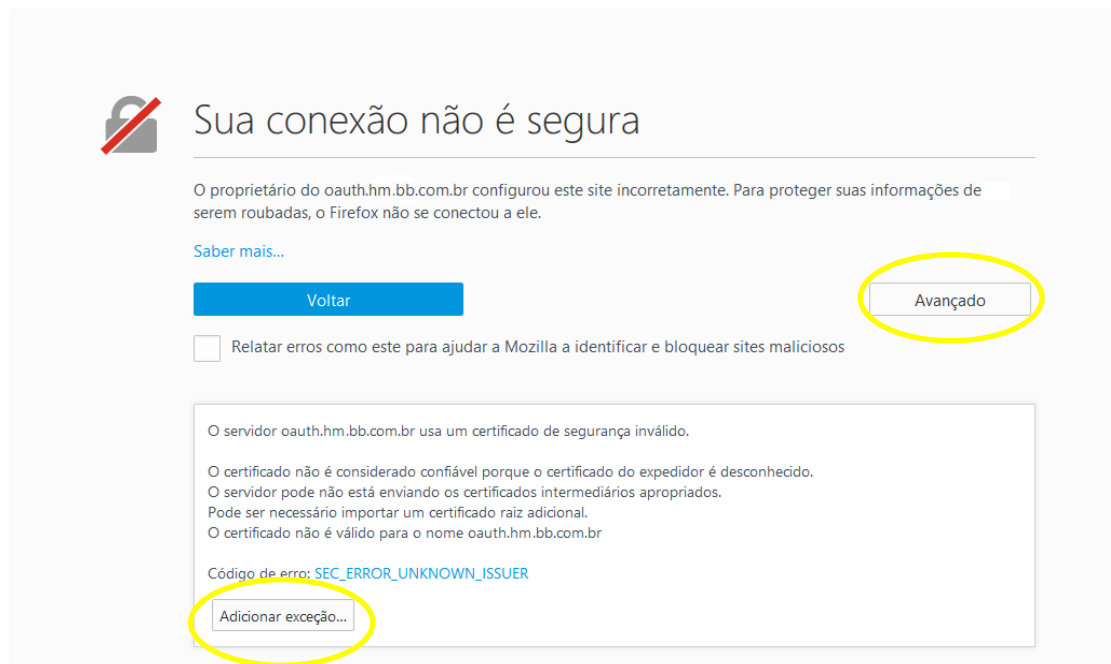 Sua conexão não é segura
O proprietário do oauth.hm.bb.com.br configurou este site incorretamente. Para proteger suas informações de
serem roubadas, o Firefox não se conectou a ele.
Saber mais...
Voltar
Avançado
Relatar erros como este para ajudar a Mozilla a identificar e bloquear sites maliciosos
O servidor oauth.hm.bb.com.br usa um certificado de segurança inválido.
O certificado não é considerado confiável porque o certificado do expedidor é desconhecido.
O servidor pode não está enviando os certificados intermediários apropriados.
Pode ser necessário importar um certificado raiz adicional.
O certificado não é válido para o nome oauth.hm.bb.com.br
Código de erro: SEC_ERROR_UNKNOWN_ISSUER
Adicionar exceção...